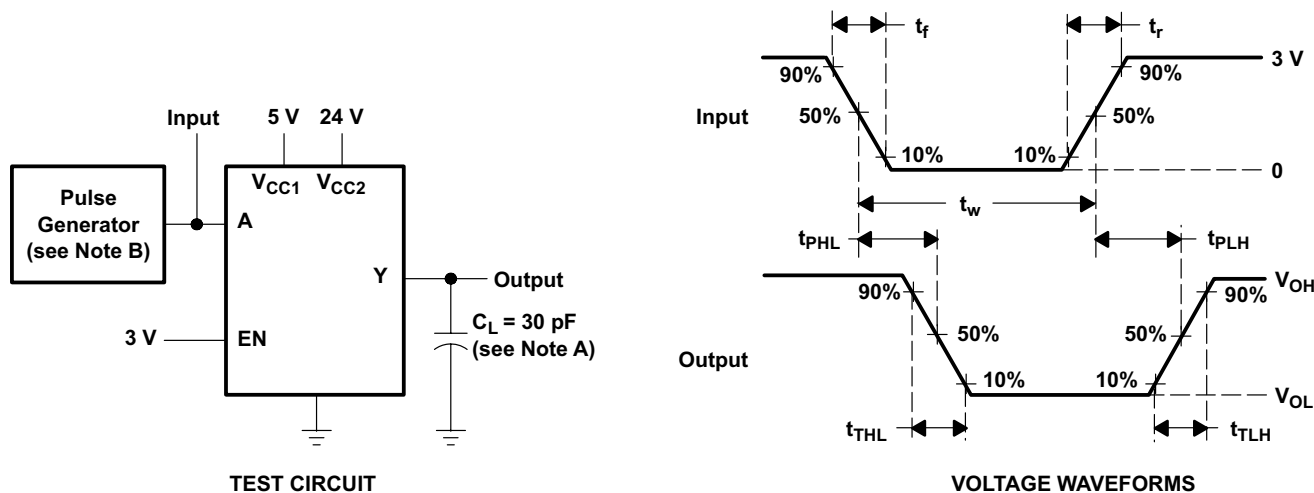 Input
5 V
24 V
VCC1
VCC2
Pulse
Generator
(see Note B)
A
Y
Output
CL = 30 pF
(see Note A)
3 V
EN
TEST CIRCUIT
tf
tr
3 V
90%
90%
Input
50%
50%
10%
10%
0
tw
tPHL
tPLH
VOH
90%
90%
50%
50%
Output
10%
10%
VOL
tTHL
tTLH
VOLTAGE WAVEFORMS